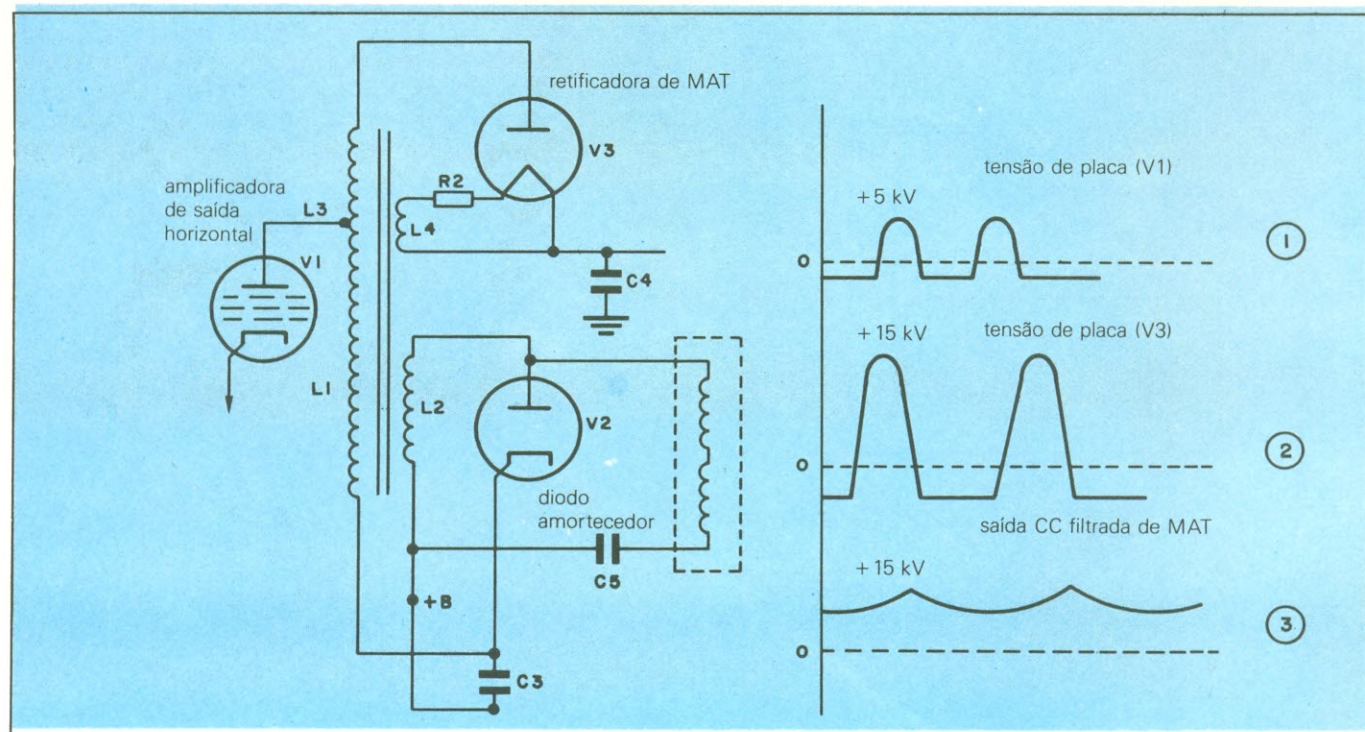 retificadora de MAT
V3
R2
L4
C4
amplificadora
de saída
horizontal
L3
V1
L1
L2
V2
diodo
amortecedor
C5
+B
C3
tensão de placa (V1)
+5 kV
0
1
tensão de placa (V3)
+15 kV
0
2
saída CC filtrada de MAT
+15 kV
0
3